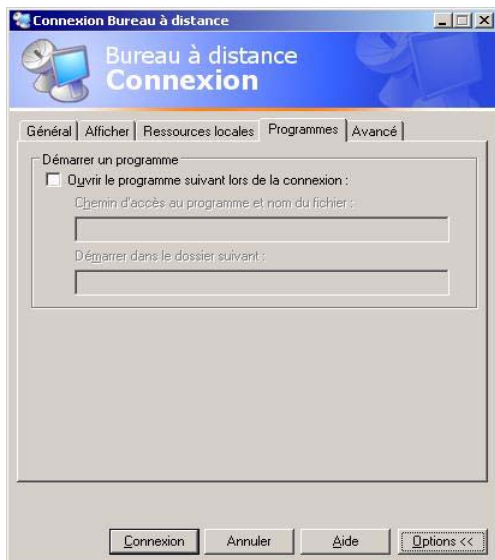 Connexion Bureau à distance
Bureau à distance
Connexion
Général Afficher Ressources locales Programmes Avancé
Démarrer un programme
Ouvrir le programme suivant lors de la connexion :
Chemin d'accès au programme et nom du fichier :
Démarrer dans le dossier suivant :
Connexion Annuler Aide Options <<